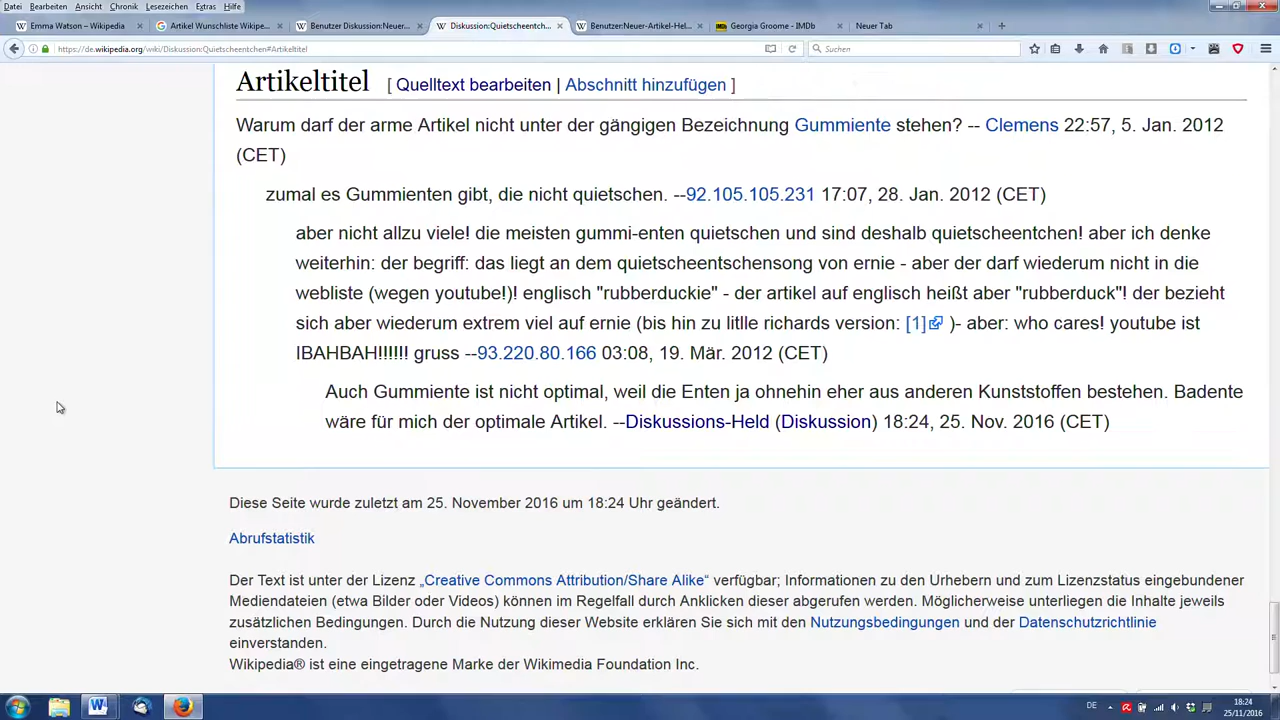 Datei Bearbeiten Ansicht Chronik Lesezeichen Extras Hilfe
Emma Watson – Wikipedia
Artikel Wunschliste Wikipe...
Benutzer Diskussion:Neuer...
Diskussion:Quietscheentch...
Benutzer:Neuer-Artikel-Hel...
Georgia Groome - IMDb
Neuer Tab
https://de.wikipedia.org/wiki/Diskussion:Quietscheentchen#Artikeltitel
Suchen
Artikeltitel [ Quelltext bearbeiten | Abschnitt hinzufügen ]
Warum darf der arme Artikel nicht unter der gängigen Bezeichnung Gummiente stehen? -- Clemens 22:57, 5. Jan. 2012
(CET)
zumal es Gummienten gibt, die nicht quietschen. --92.105.105.231 17:07, 28. Jan. 2012 (CET)
aber nicht allzu viele! die meisten gummi-enten quietschen und sind deshalb quietscheentchen! aber ich denke
weiterhin: der begriff: das liegt an dem quietscheentschensong von ernie - aber der darf wiederum nicht in die
webliste (wegen youtube!)! englisch "rubberduckie" - der artikel auf englisch heißt aber "rubberduck"! der bezieht
sich aber wiederum extrem viel auf ernie (bis hin zu litlle richards version: [1] )- aber: who cares! youtube ist
IBAHBAH!!!!!! gruss --93.220.80.166 03:08, 19. Mär. 2012 (CET)
Auch Gummiente ist nicht optimal, weil die Enten ja ohnehin eher aus anderen Kunststoffen bestehen. Badente
wäre für mich der optimale Artikel. --Diskussions-Held (Diskussion) 18:24, 25. Nov. 2016 (CET)
Diese Seite wurde zuletzt am 25. November 2016 um 18:24 Uhr geändert.
Abrufstatistik
Der Text ist unter der Lizenz „Creative Commons Attribution/Share Alike“ verfügbar; Informationen zu den Urhebern und zum Lizenzstatus eingebundener
Mediendateien (etwa Bilder oder Videos) können im Regelfall durch Anklicken dieser abgerufen werden. Möglicherweise unterliegen die Inhalte jeweils
zusätzlichen Bedingungen. Durch die Nutzung dieser Website erklären Sie sich mit den Nutzungsbedingungen und der Datenschutzrichtlinie
einverstanden.
Wikipedia® ist eine eingetragene Marke der Wikimedia Foundation Inc.
DE
18:24
25/11/2016